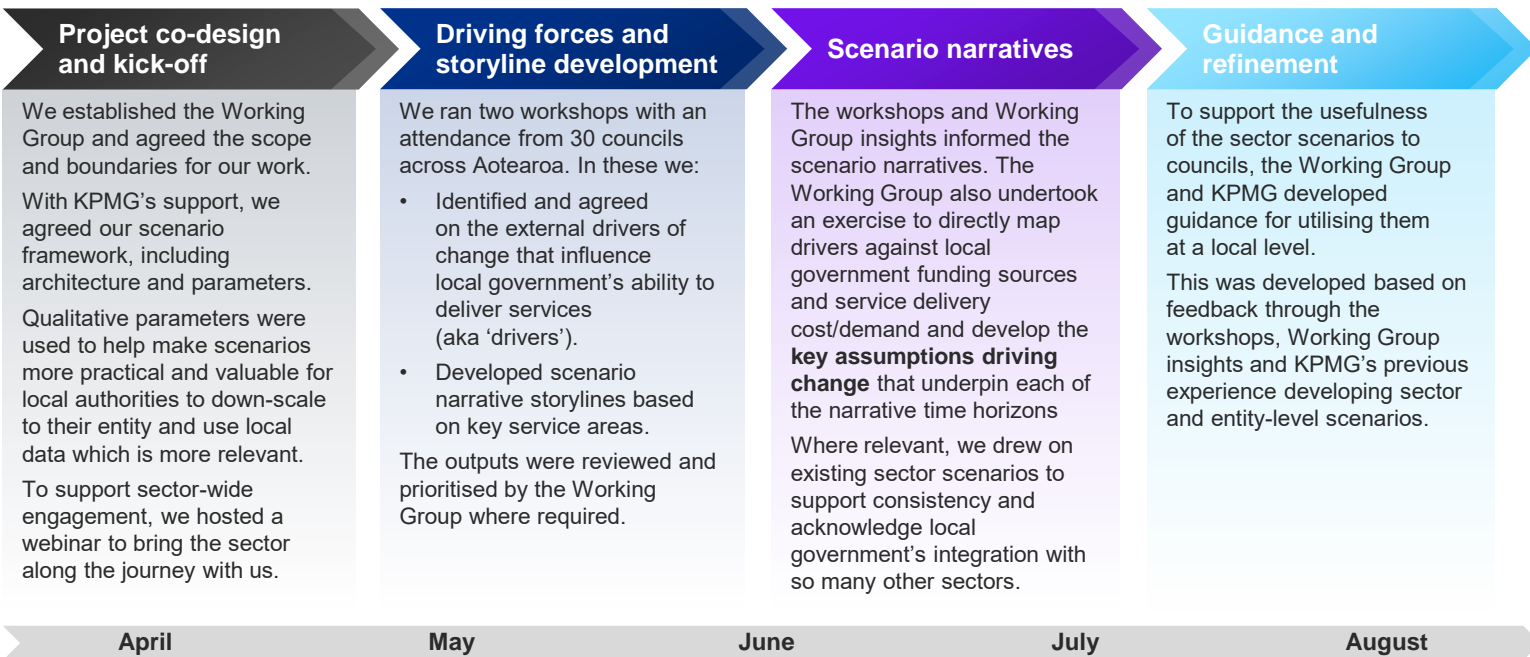 Project co-design
and kick-off
We established the Working
Group and agreed the scope
and boundaries for our work.
With KPMG’s support, we
agreed our scenario
framework, including
architecture and parameters.
Qualitative parameters were
used to help make scenarios
more practical and valuable for
local authorities to down-scale
to their entity and use local
data which is more relevant.
To support sector-wide
engagement, we hosted a
webinar to bring the sector
along the journey with us.
Driving forces and
storyline development
We ran two workshops with an
attendance from 30 councils
across Aotearoa. In these we:
• Identified and agreed
on the external drivers of
change that influence
local government’s ability to
deliver services
(aka ‘drivers’).
• Developed scenario
narrative storylines based
on key service areas.
The outputs were reviewed and
prioritised by the Working
Group where required.
Scenario narratives
The workshops and Working
Group insights informed the
scenario narratives. The
Working Group also undertook
an exercise to directly map
drivers against local
government funding sources
and service delivery
cost/demand and develop the
key assumptions driving
change that underpin each of
the narrative time horizons
Where relevant, we drew on
existing sector scenarios to
support consistency and
acknowledge local
government’s integration with
so many other sectors.
Guidance and
refinement
To support the usefulness
of the sector scenarios to
councils, the Working Group
and KPMG developed
guidance for utilising them
at a local level.
This was developed based on
feedback through the
workshops, Working Group
insights and KPMG’s previous
experience developing sector
and entity-level scenarios.
April May June July August